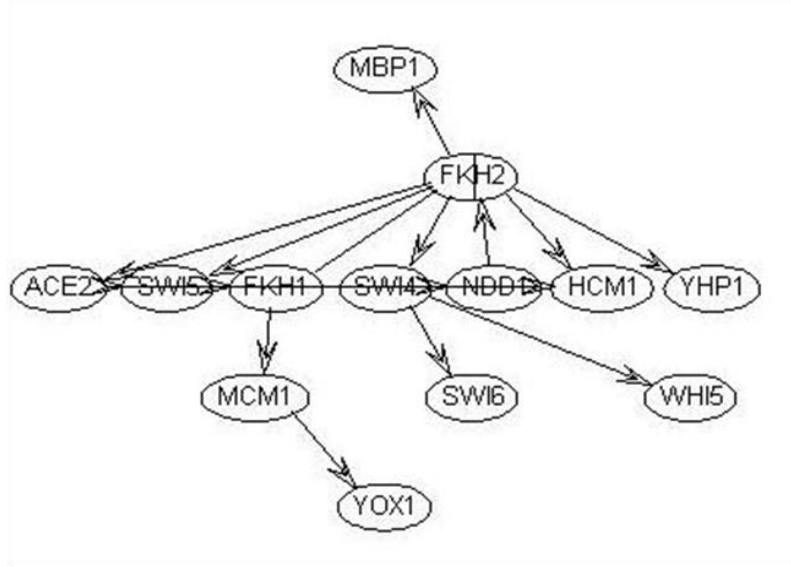 MBP1
FKH2
ACE2 SWI5 FKH1 SWI4 NDD1 HCM1 YHP1
MCM1 SWI6 WHI5
YOX1